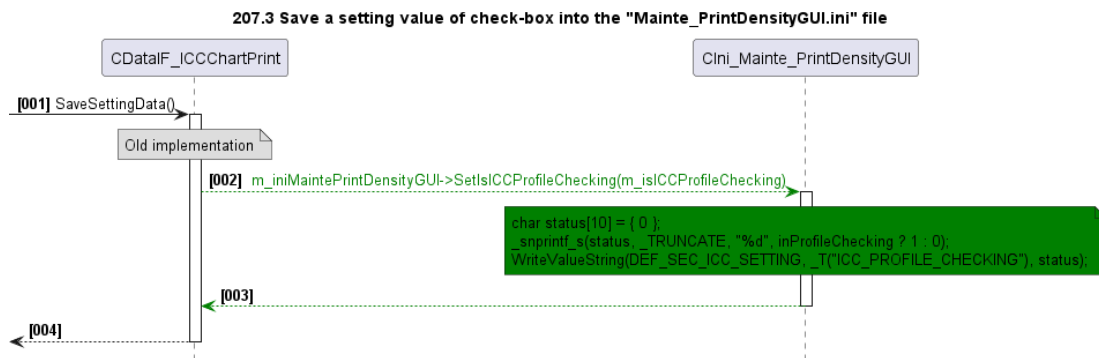 207.3 Save a setting value of check-box into the "Mainte_PrintDensityGUI.ini" file
CDataIF_ICCChartPrint
CIni_Mainte_PrintDensityGUI
[001] SaveSettingData()
Old implementation
[002] m_iniMaintePrintDensityGUI->SetIsICCProfileChecking(m_isICCProfileChecking)
char status[10] = { 0 };
_snprintf_s(status, _TRUNCATE, "%d", inProfileChecking ? 1 : 0);
WriteValueString(DEF_SEC_ICC_SETTING, _T("ICC_PROFILE_CHECKING"), status);
[003]
[004]